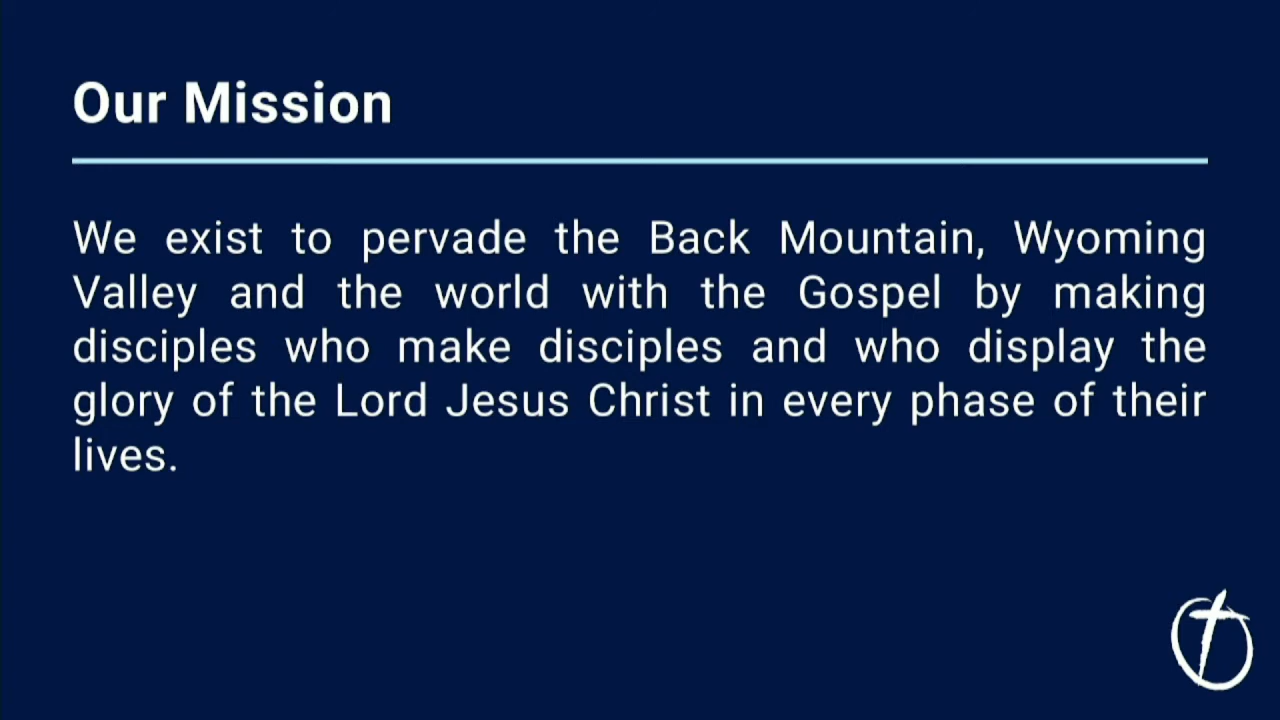 Our Mission
We exist to pervade the Back Mountain, Wyoming
Valley and the world with the Gospel by making
disciples who make disciples and who display the
glory of the Lord Jesus Christ in every phase of their
lives.